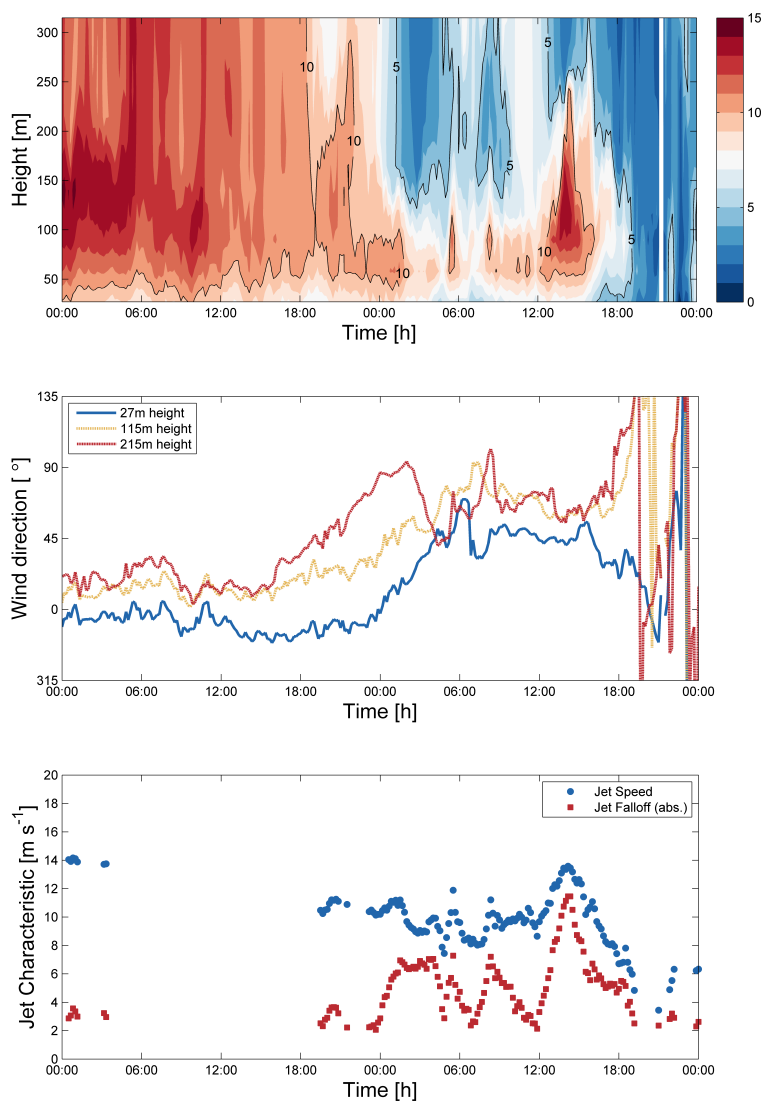 300
250
200
150
100
50
Height [m]
10
10
5
5
5
5
10
10
00:00 06:00 12:00 18:00 00:00 06:00 12:00 18:00 00:00
Time [h]
15
10
5
0
135
90
45
0
315
Wind direction [ °]
27m height
115m height
215m height
00:00 06:00 12:00 18:00 00:00 06:00 12:00 18:00 00:00
Time [h]
20
18
16
14
12
10
8
6
4
2
0
Jet Characteristic [m s-1]
Jet Speed
Jet Falloff (abs.)
00:00 06:00 12:00 18:00 00:00 06:00 12:00 18:00 00:00
Time [h]